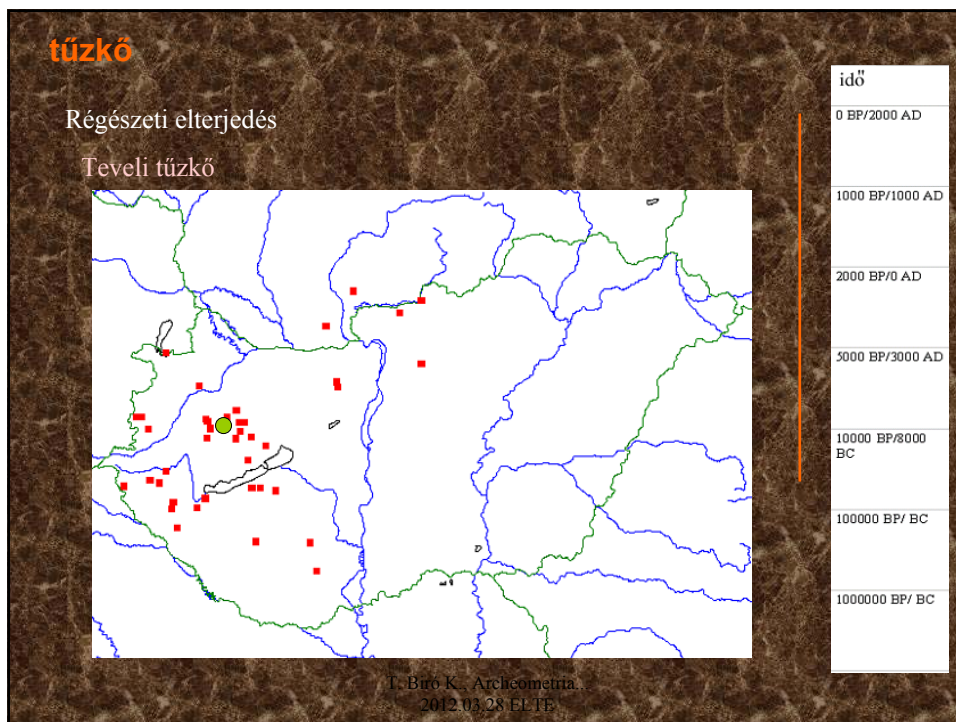 tűzkő
Régészeti elterjedés
Teveli tűzkő
idő
0 BP/2000 AD
1000 BP/1000 AD
2000 BP/0 AD
5000 BP/3000 AD
10000 BP/8000
BC
100000 BP/ BC
1000000 BP/ BC
T. Biró K., Archeometria...
2012.03.28 ELTE